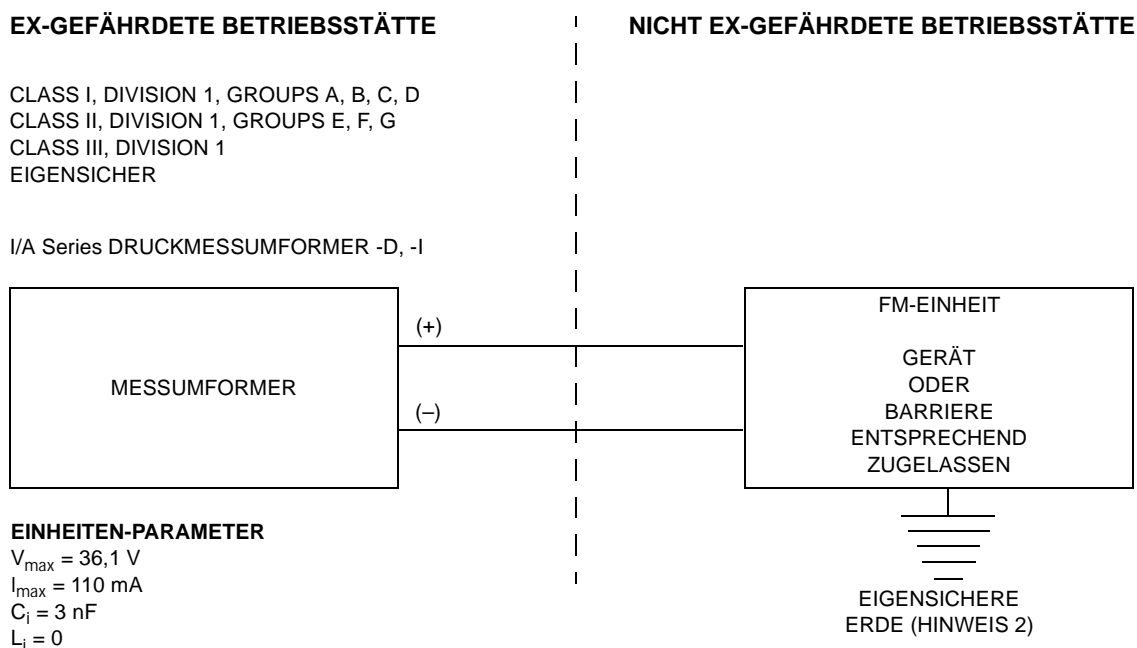 EX-GEFÄHRDETE BETRIEBSSTÄTTE
NICHT EX-GEFÄHRDETE BETRIEBSSTÄTTE
CLASS I, DIVISION 1, GROUPS A, B, C, D
CLASS II, DIVISION 1, GROUPS E, F, G
CLASS III, DIVISION 1
EIGENSICHER
I/A Series DRUCKMESSUMFORMER -D, -I
MESSUMFORMER
(+)
(–)
FM-EINHEIT
GERÄT
ODER
BARRIERE
ENTSPRECHEND
ZUGELASSEN
EINHEITEN-PARAMETER
Vmax = 36,1 V
Imax = 110 mA
Ci = 3 nF
Li = 0
EIGENSICHERE
ERDE (HINWEIS 2)